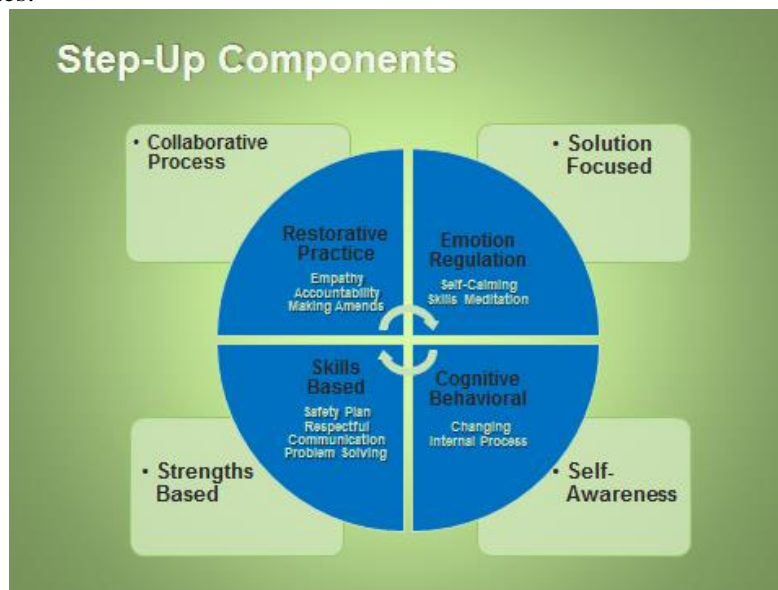 Step-Up Components
• Collaborative
Process
• Solution
Focused
Restorative
Practice
Empathy
Accountability
Making Amends
Emotion
Regulation
Self-Calming
Skills Meditation
Skills
Based
Safety Plan
Respectful
Communication
Problem Solving
Cognitive
Behavioral
Changing
Internal Process
• Strengths
Based
• Self-
Awareness